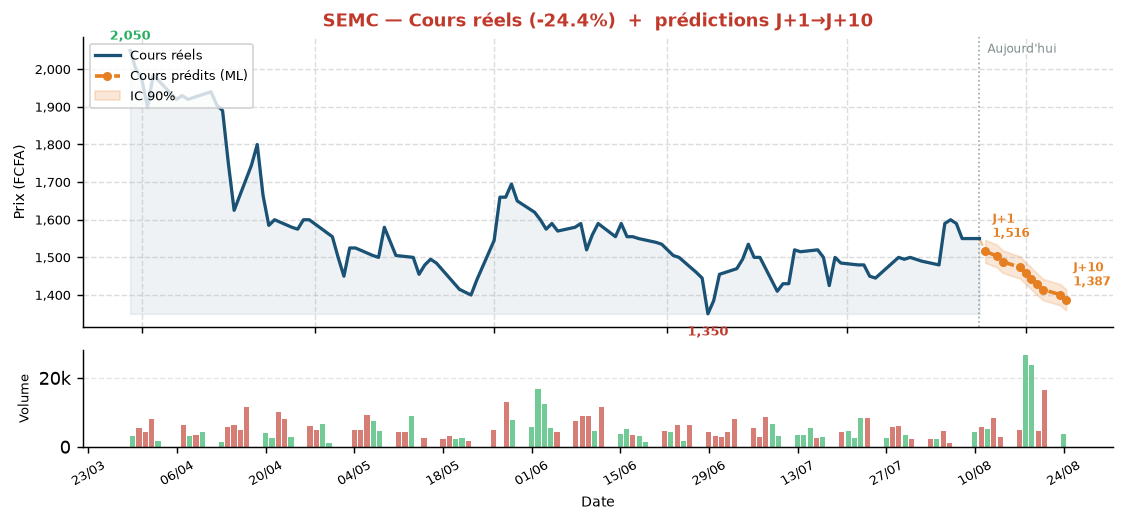 SEMC — Cours réels (-24.4%) + prédictions J+1→J+10
2,050
Cours réels
Cours prédits (ML)
IC 90%
Aujourd'hui
Prix (FCFA)
2,000
1,900
1,800
1,700
1,600
1,500
1,400
J+1
1,516
J+10
1,387
1,350
Volume
20k
0
23/03
06/04
20/04
04/05
18/05
01/06
15/06
29/06
13/07
27/07
10/08
24/08
Date